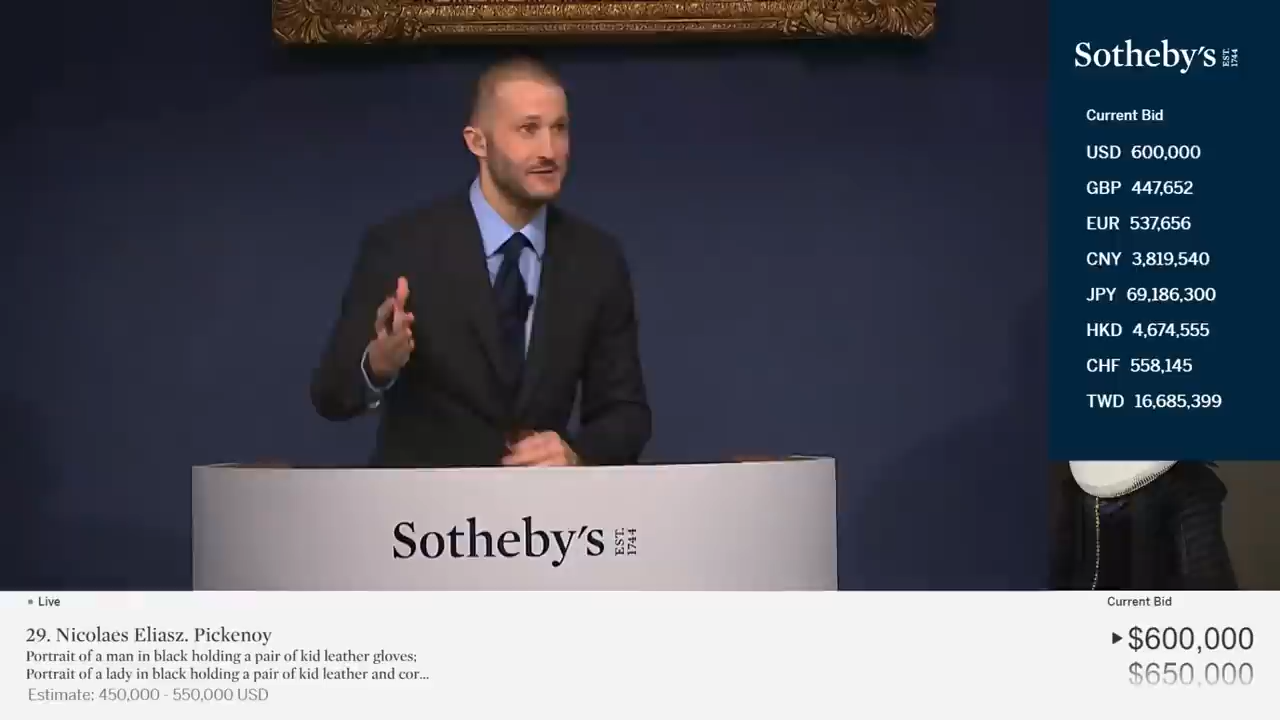 Sotheby's EST. 1744
Current Bid
USD 600,000
GBP 447,652
EUR 537,656
CNY 3,819,540
JPY 69,186,300
HKD 4,674,555
CHF 558,145
TWD 16,685,399
Sotheby's EST. 1744
Live
29. Nicolaes Eliasz. Pickenoy
Portrait of a man in black holding a pair of kid leather gloves;
Portrait of a lady in black holding a pair of kid leather and cor...
Estimate: 450,000 - 550,000 USD
Current Bid
$600,000
$650,000